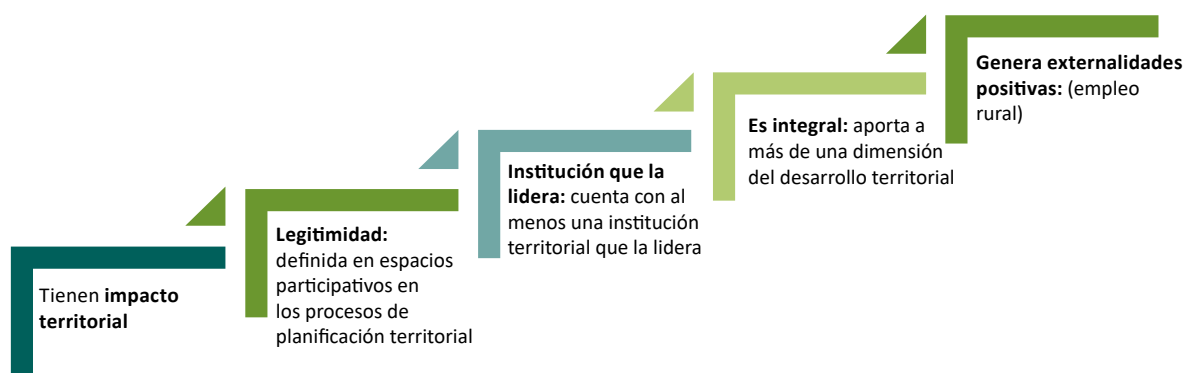 Tienen impacto
territorial
Legitimidad:
definida en espacios
participativos en
los procesos de
planificación territorial
Institución que la
lidera: cuenta con al
menos una institución
territorial que la lidera
Es integral: aporta a
más de una dimensión
del desarrollo territorial
Genera externalidades
positivas: (empleo
rural)